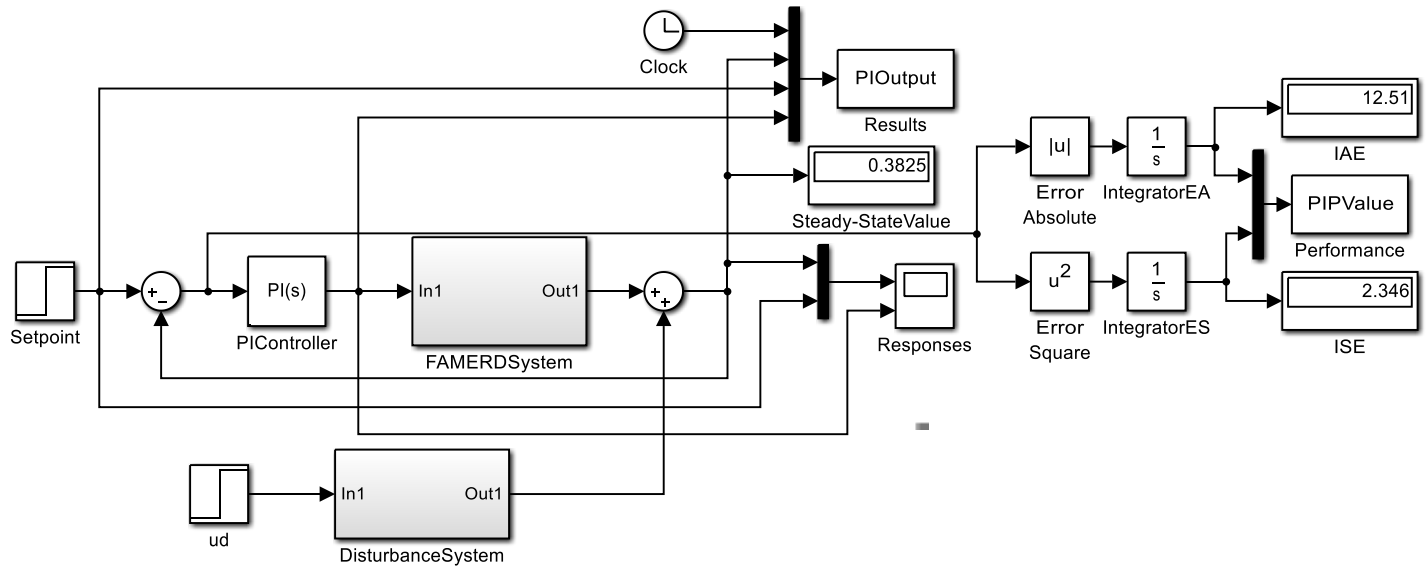 Clock
PIOutput
Results
0.3825
Steady-StateValue
12.51
IAE
|u|
Error
Absolute
1
s
IntegratorEA
PIPValue
Performance
Setpoint
+
−
PI(s)
PIController
In1
Out1
FAMERDSystem
+
+
Responses
u2
Error
Square
1
s
IntegratorES
2.346
ISE
ud
In1
Out1
DisturbanceSystem